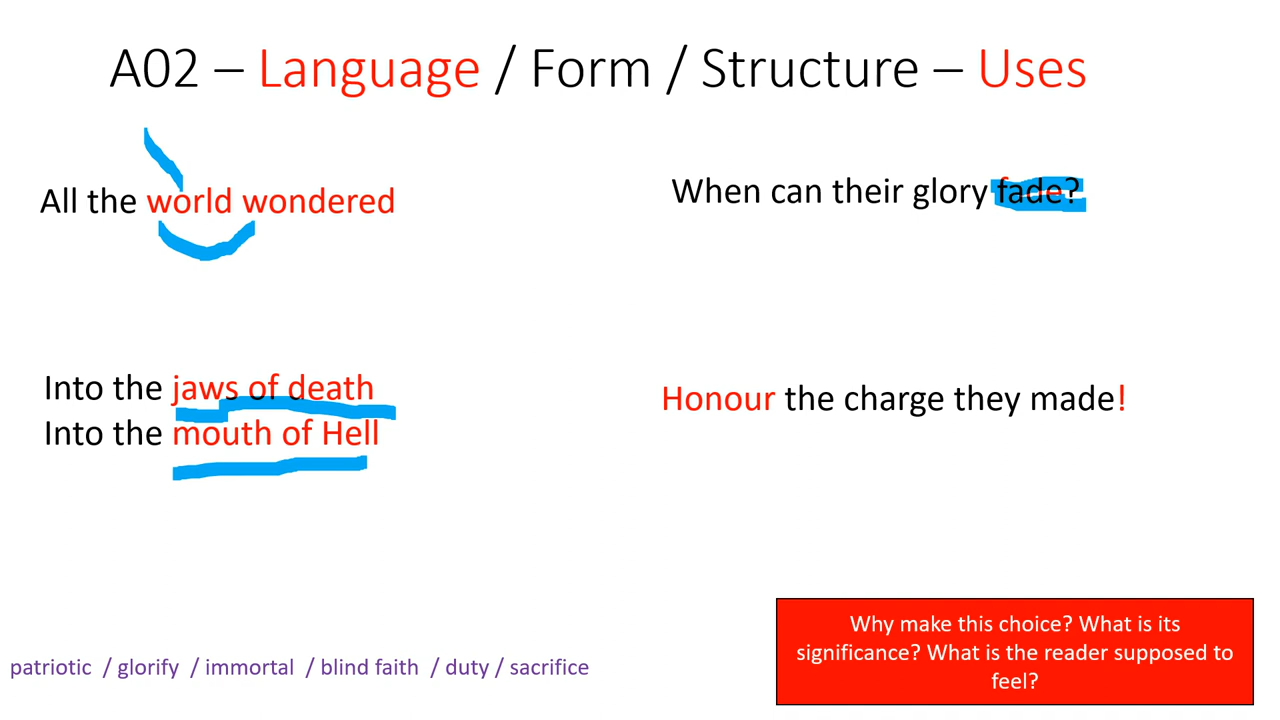 A02 – Language / Form / Structure – Uses
All the world wondered
When can their glory fade?
Into the jaws of death
Into the mouth of Hell
Honour the charge they made!
Why make this choice? What is its
significance? What is the reader supposed to
feel?
patriotic / glorify / immortal / blind faith / duty / sacrifice